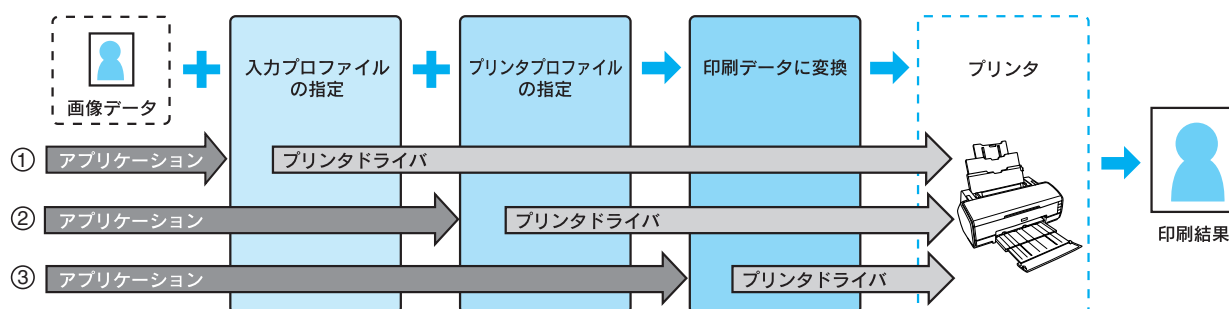 入力プロファイル
の指定
プリンタプロファイル
の指定
印刷データに変換
プリンタ
画像データ
① アプリケーション プリンタドライバ
② アプリケーション プリンタドライバ
③ アプリケーション プリンタドライバ
印刷結果